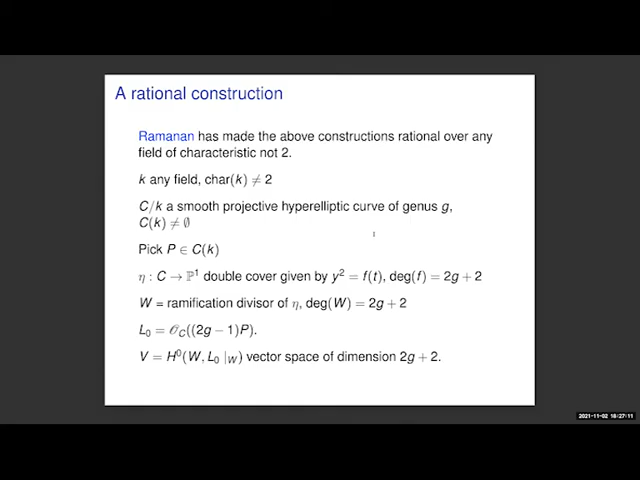 A rational construction
Ramanan has made the above constructions rational over any
field of characteristic not 2.
k any field, char(k) ≠ 2
C/k a smooth projective hyperelliptic curve of genus g,
C(k) ≠ ∅
Pick P ∈ C(k)
η : C → ℙ¹ double cover given by y² = f(t), deg(f) = 2g + 2
W = ramification divisor of η, deg(W) = 2g + 2
L₀ = 𝒪_C((2g − 1)P).
V = H⁰(W, L₀ |_W) vector space of dimension 2g + 2.
2021-11-02 18:27:11